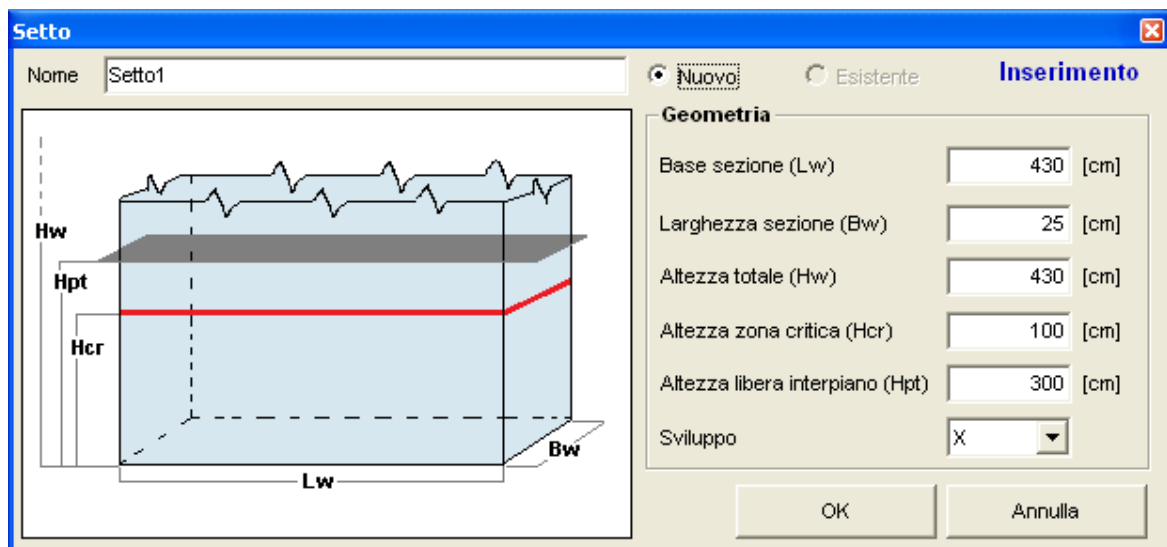 Setto
Nome Setto1 Nuovo Esistente Inserimento
Geometria
Base sezione (Lw) 430 [cm]
Larghezza sezione (Bw) 25 [cm]
Altezza totale (Hw) 430 [cm]
Altezza zona critica (Hcr) 100 [cm]
Altezza libera interpiano (Hpt) 300 [cm]
Sviluppo X
Hw
Hpt
Hcr
Bw
Lw
OK Annulla